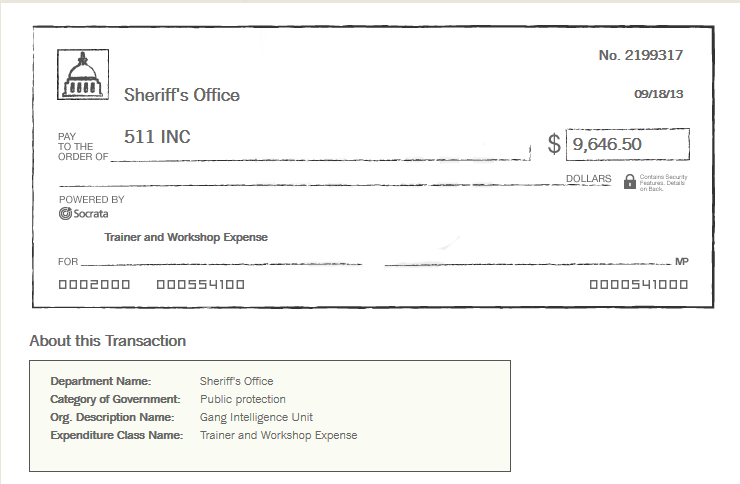 No. 2199317
Sheriff's Office
09/18/13
PAY
TO THE
ORDER OF
511 INC
$ 9,646.50
DOLLARS
Contains Security
Features. Details
on Back.
POWERED BY
Socrata
Trainer and Workshop Expense
FOR
MP
0002000 000554100 0000541000
About this Transaction
Department Name: Sheriff's Office
Category of Government: Public protection
Org. Description Name: Gang Intelligence Unit
Expenditure Class Name: Trainer and Workshop Expense